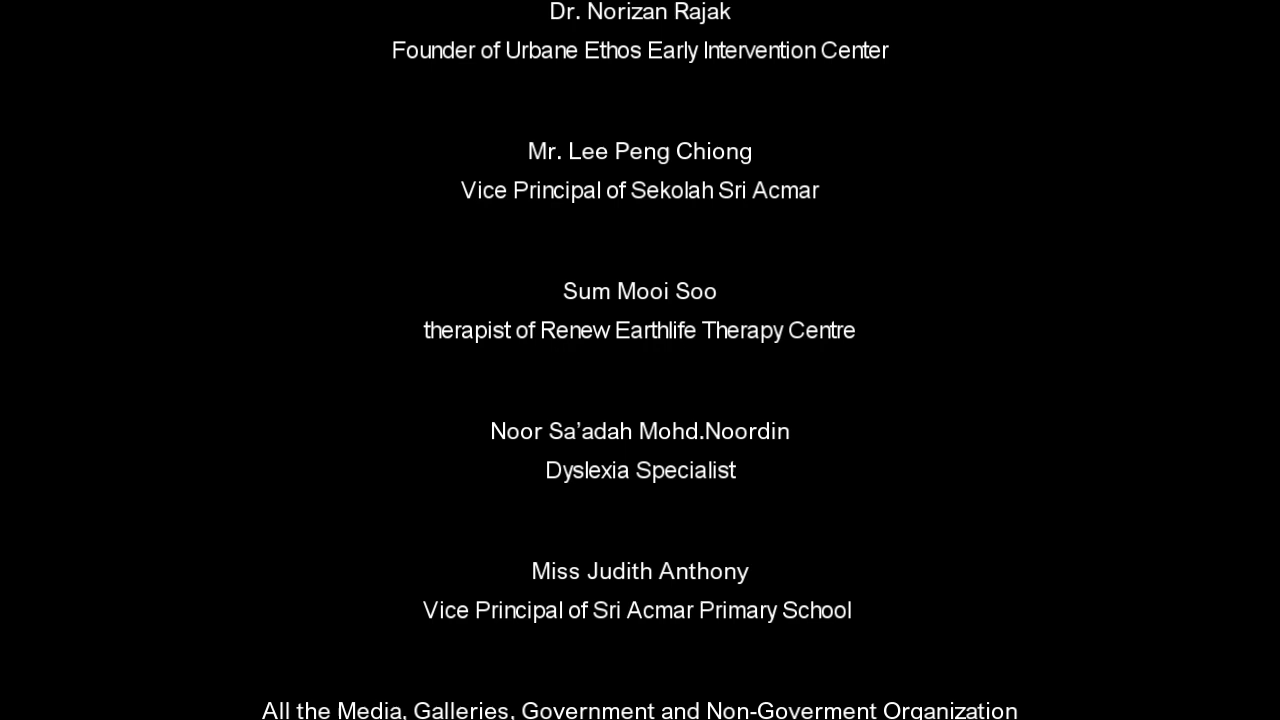 Dr. Norizan Rajak
Founder of Urbane Ethos Early Intervention Center
Mr. Lee Peng Chiong
Vice Principal of Sekolah Sri Acmar
Sum Mooi Soo
therapist of Renew Earthlife Therapy Centre
Noor Sa’adah Mohd.Noordin
Dyslexia Specialist
Miss Judith Anthony
Vice Principal of Sri Acmar Primary School
All the Media, Galleries, Government and Non-Goverment Organization